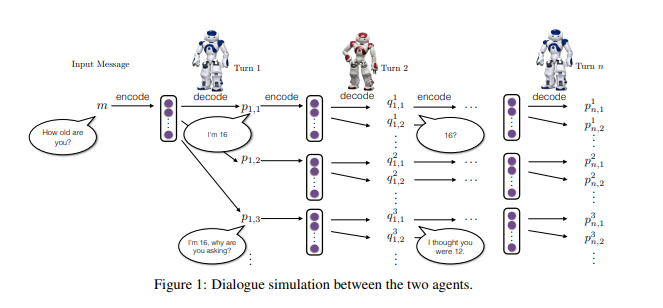 Input Message
Turn 1
Turn 2
Turn n
encode
decode
encode
decode
encode
decode
m
p_{1,1}
q^1_{1,1}
...
p^1_{n,1}
How old are
you?
I'm 16
q^1_{1,2}
16?
p^1_{n,2}
⋮
⋮
p_{1,2}
q^2_{1,1}
...
p^2_{n,1}
q^2_{1,2}
...
p^2_{n,2}
⋮
⋮
p_{1,3}
q^3_{1,1}
...
p^3_{n,1}
I'm 16, why are
you asking?
q^3_{1,2}
I thought you
were 12.
p^3_{n,2}
⋮
⋮
⋮
Figure 1: Dialogue simulation between the two agents.